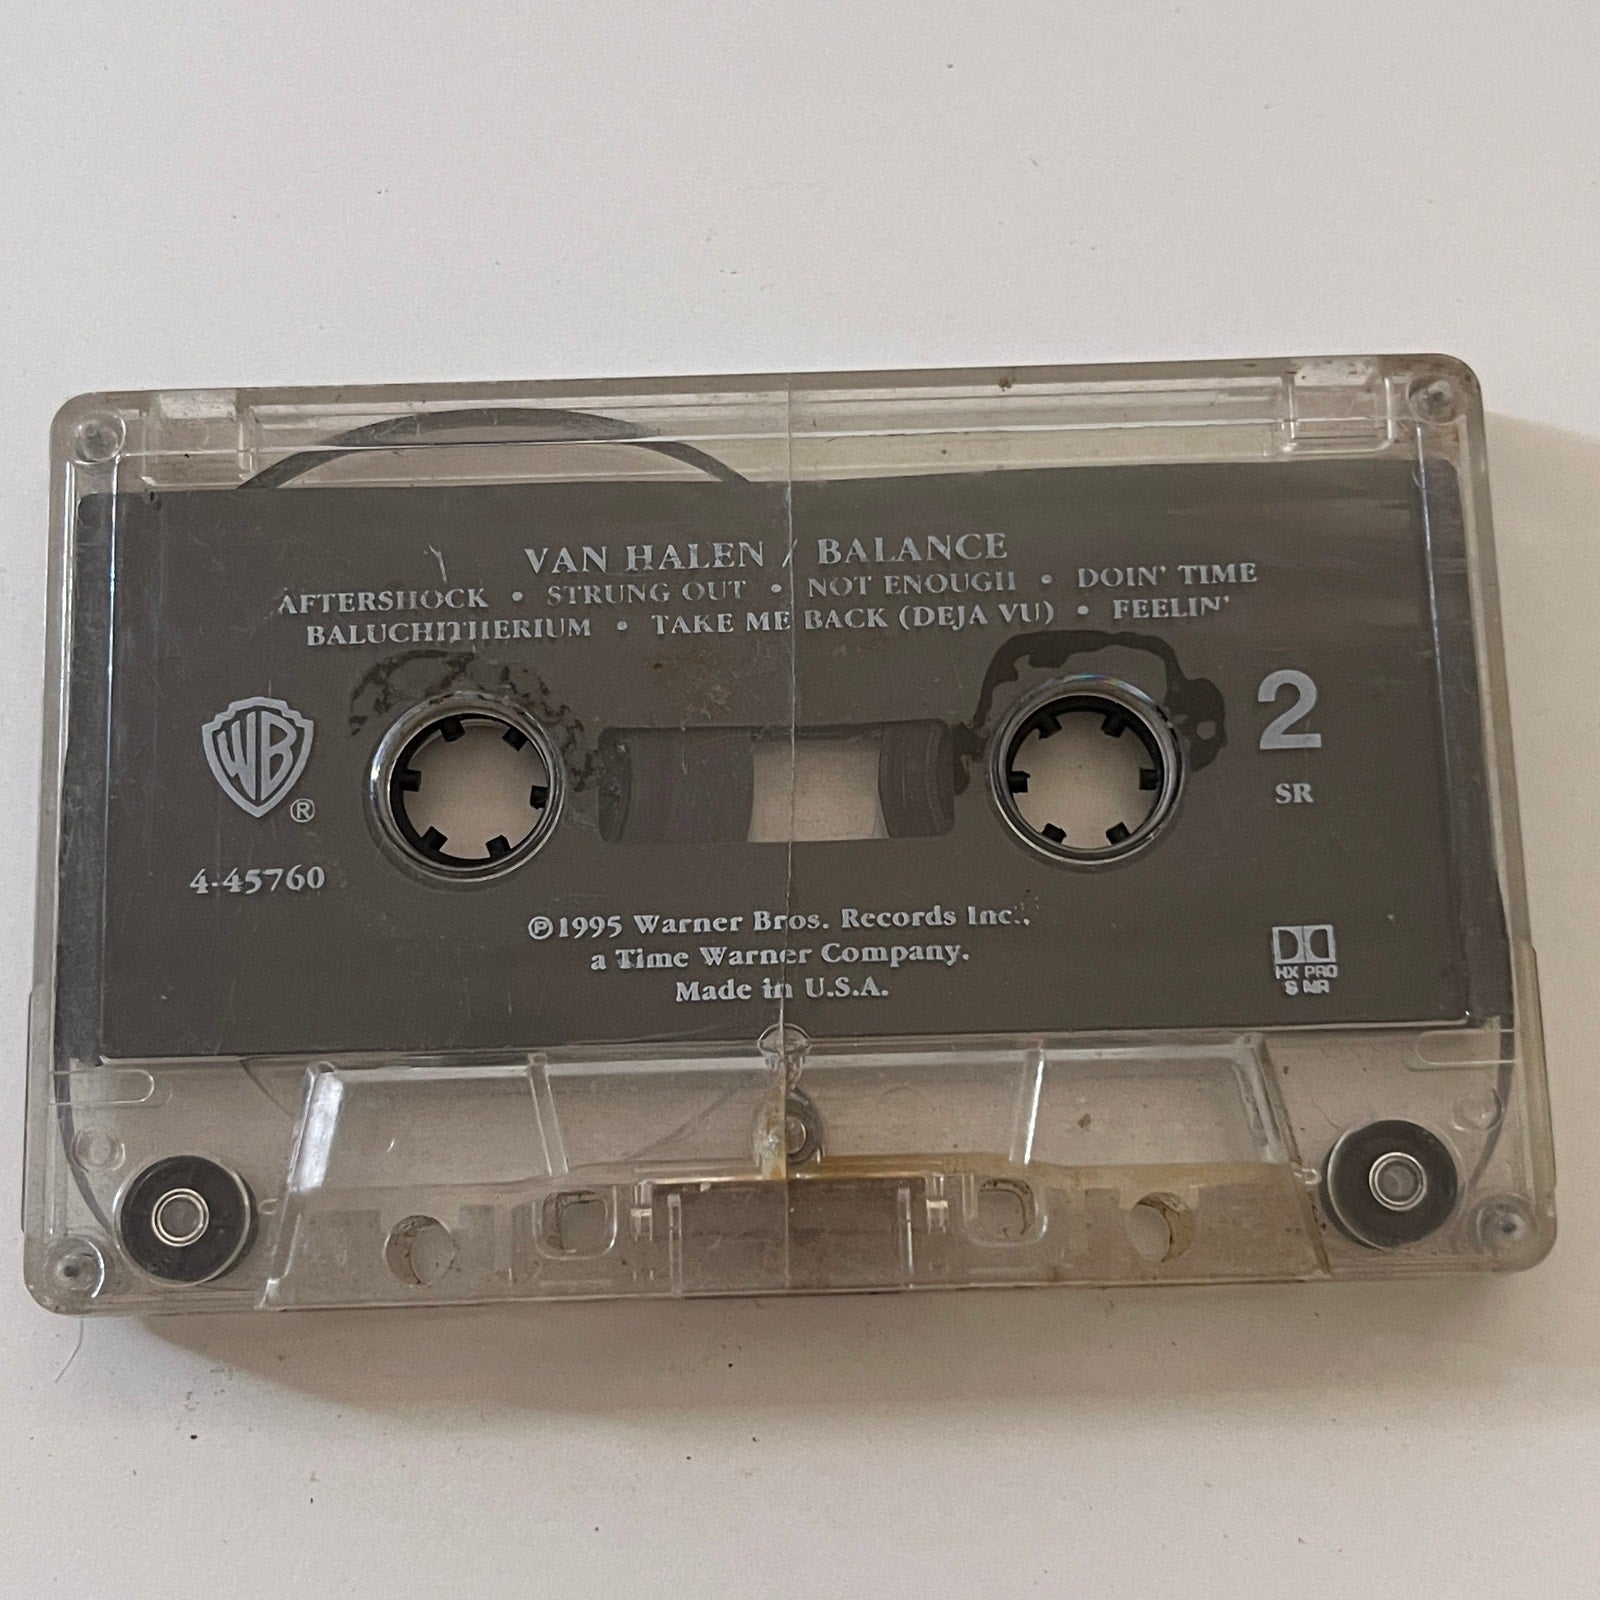 VAN HALEN / BALANCE
AFTERSHOCK • STRUNG OUT • NOT ENOUGH • DOIN' TIME
BALUCHITHERIUM • TAKE ME BACK (DEJA VU) • FEELIN'
WB
®
2
SR
4-45760
℗1995 Warner Bros. Records Inc.,
a Time Warner Company.
Made in U.S.A.
HX PRO
S NR